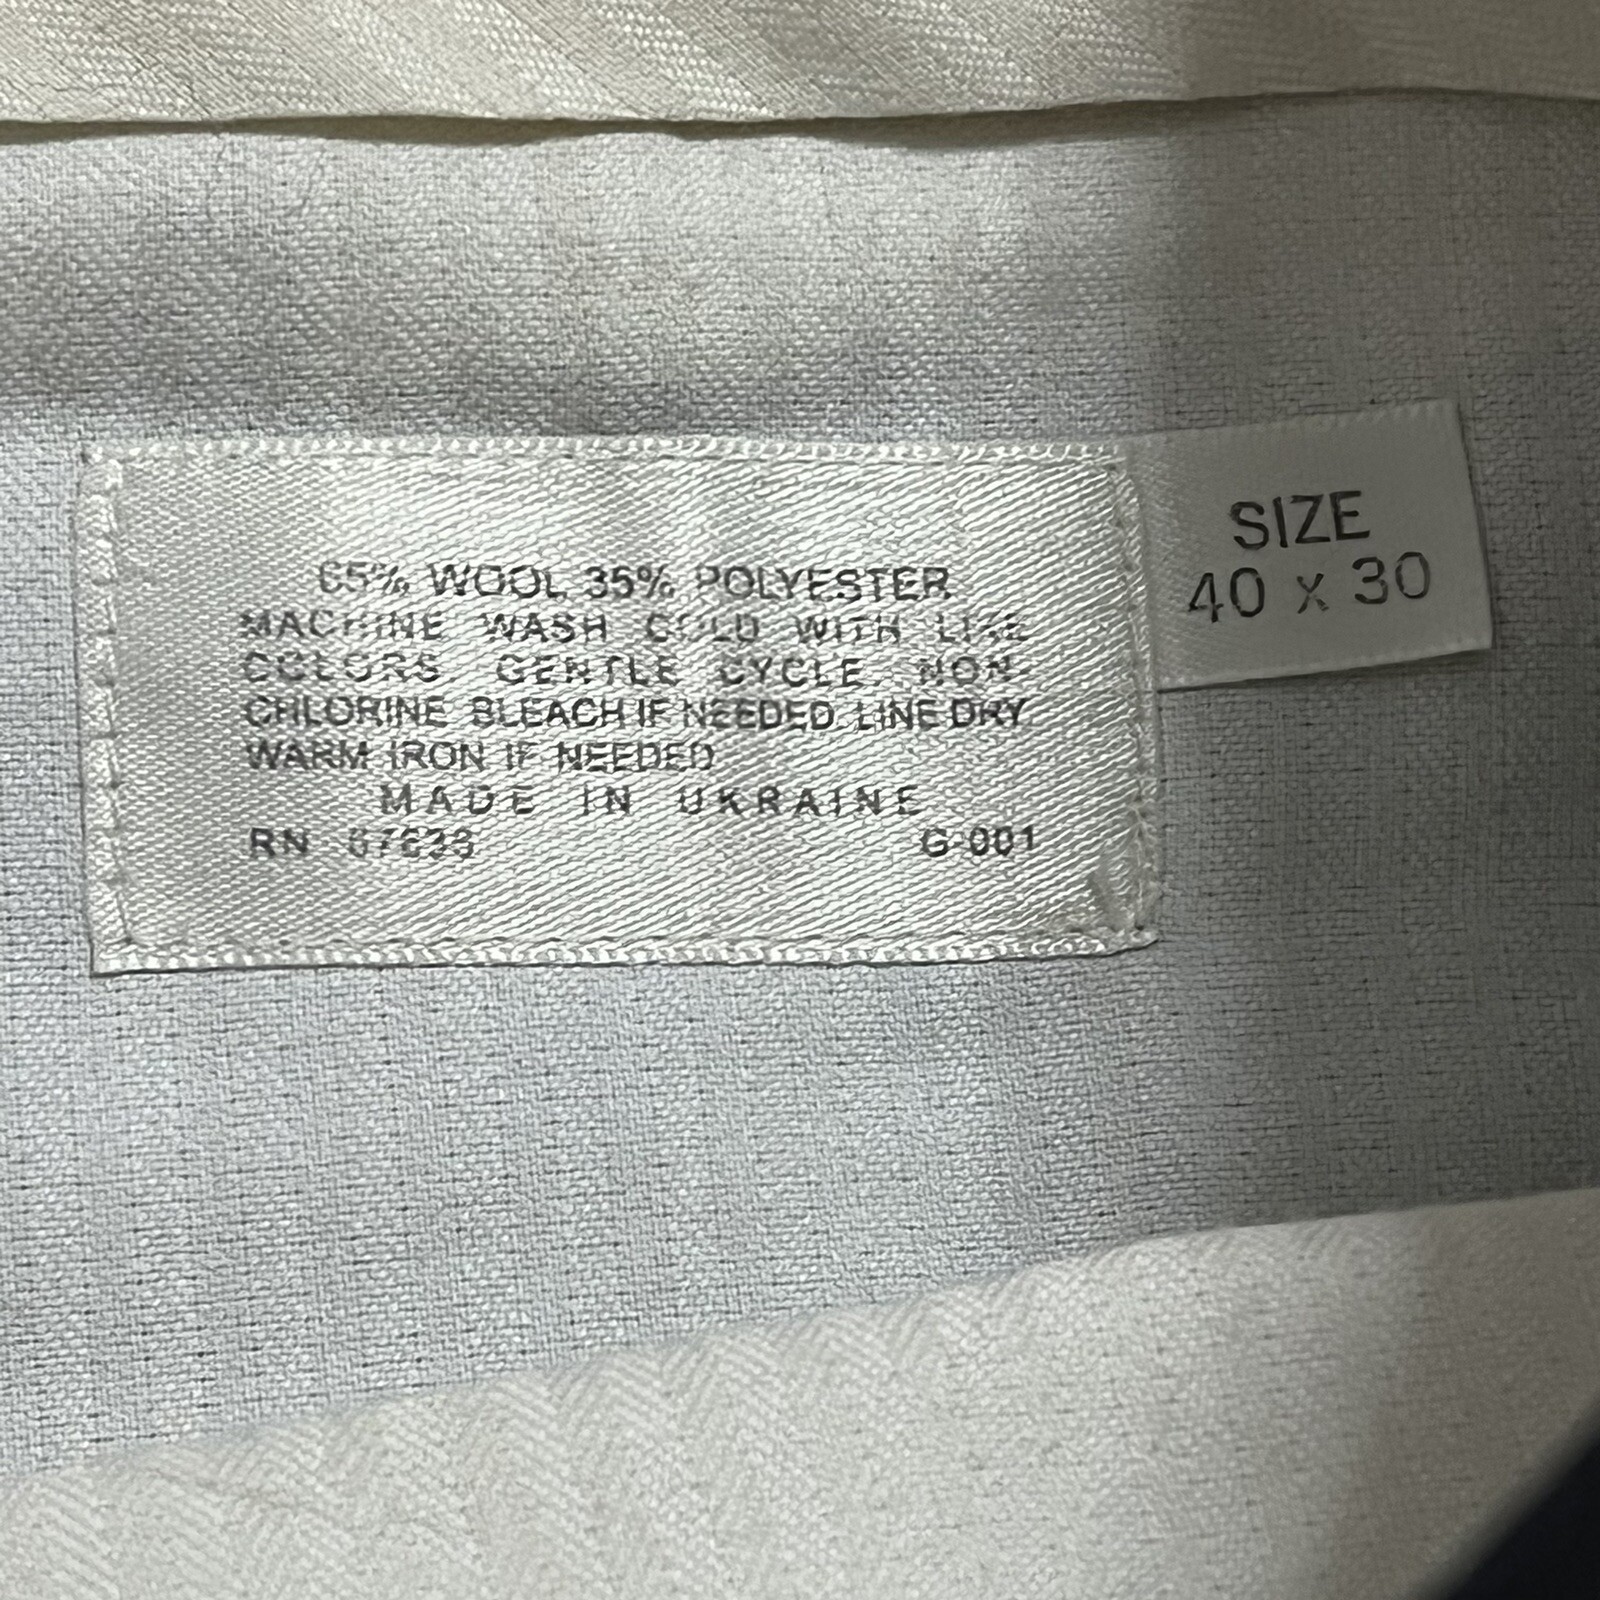 65% WOOL 35% POLYESTER
MACHINE WASH COLD WITH LIKE
COLORS. GENTLE CYCLE. NON-
CHLORINE BLEACH IF NEEDED. LINE DRY.
WARM IRON IF NEEDED
MADE IN UKRAINE
RN G-001
SIZE
40 x 30